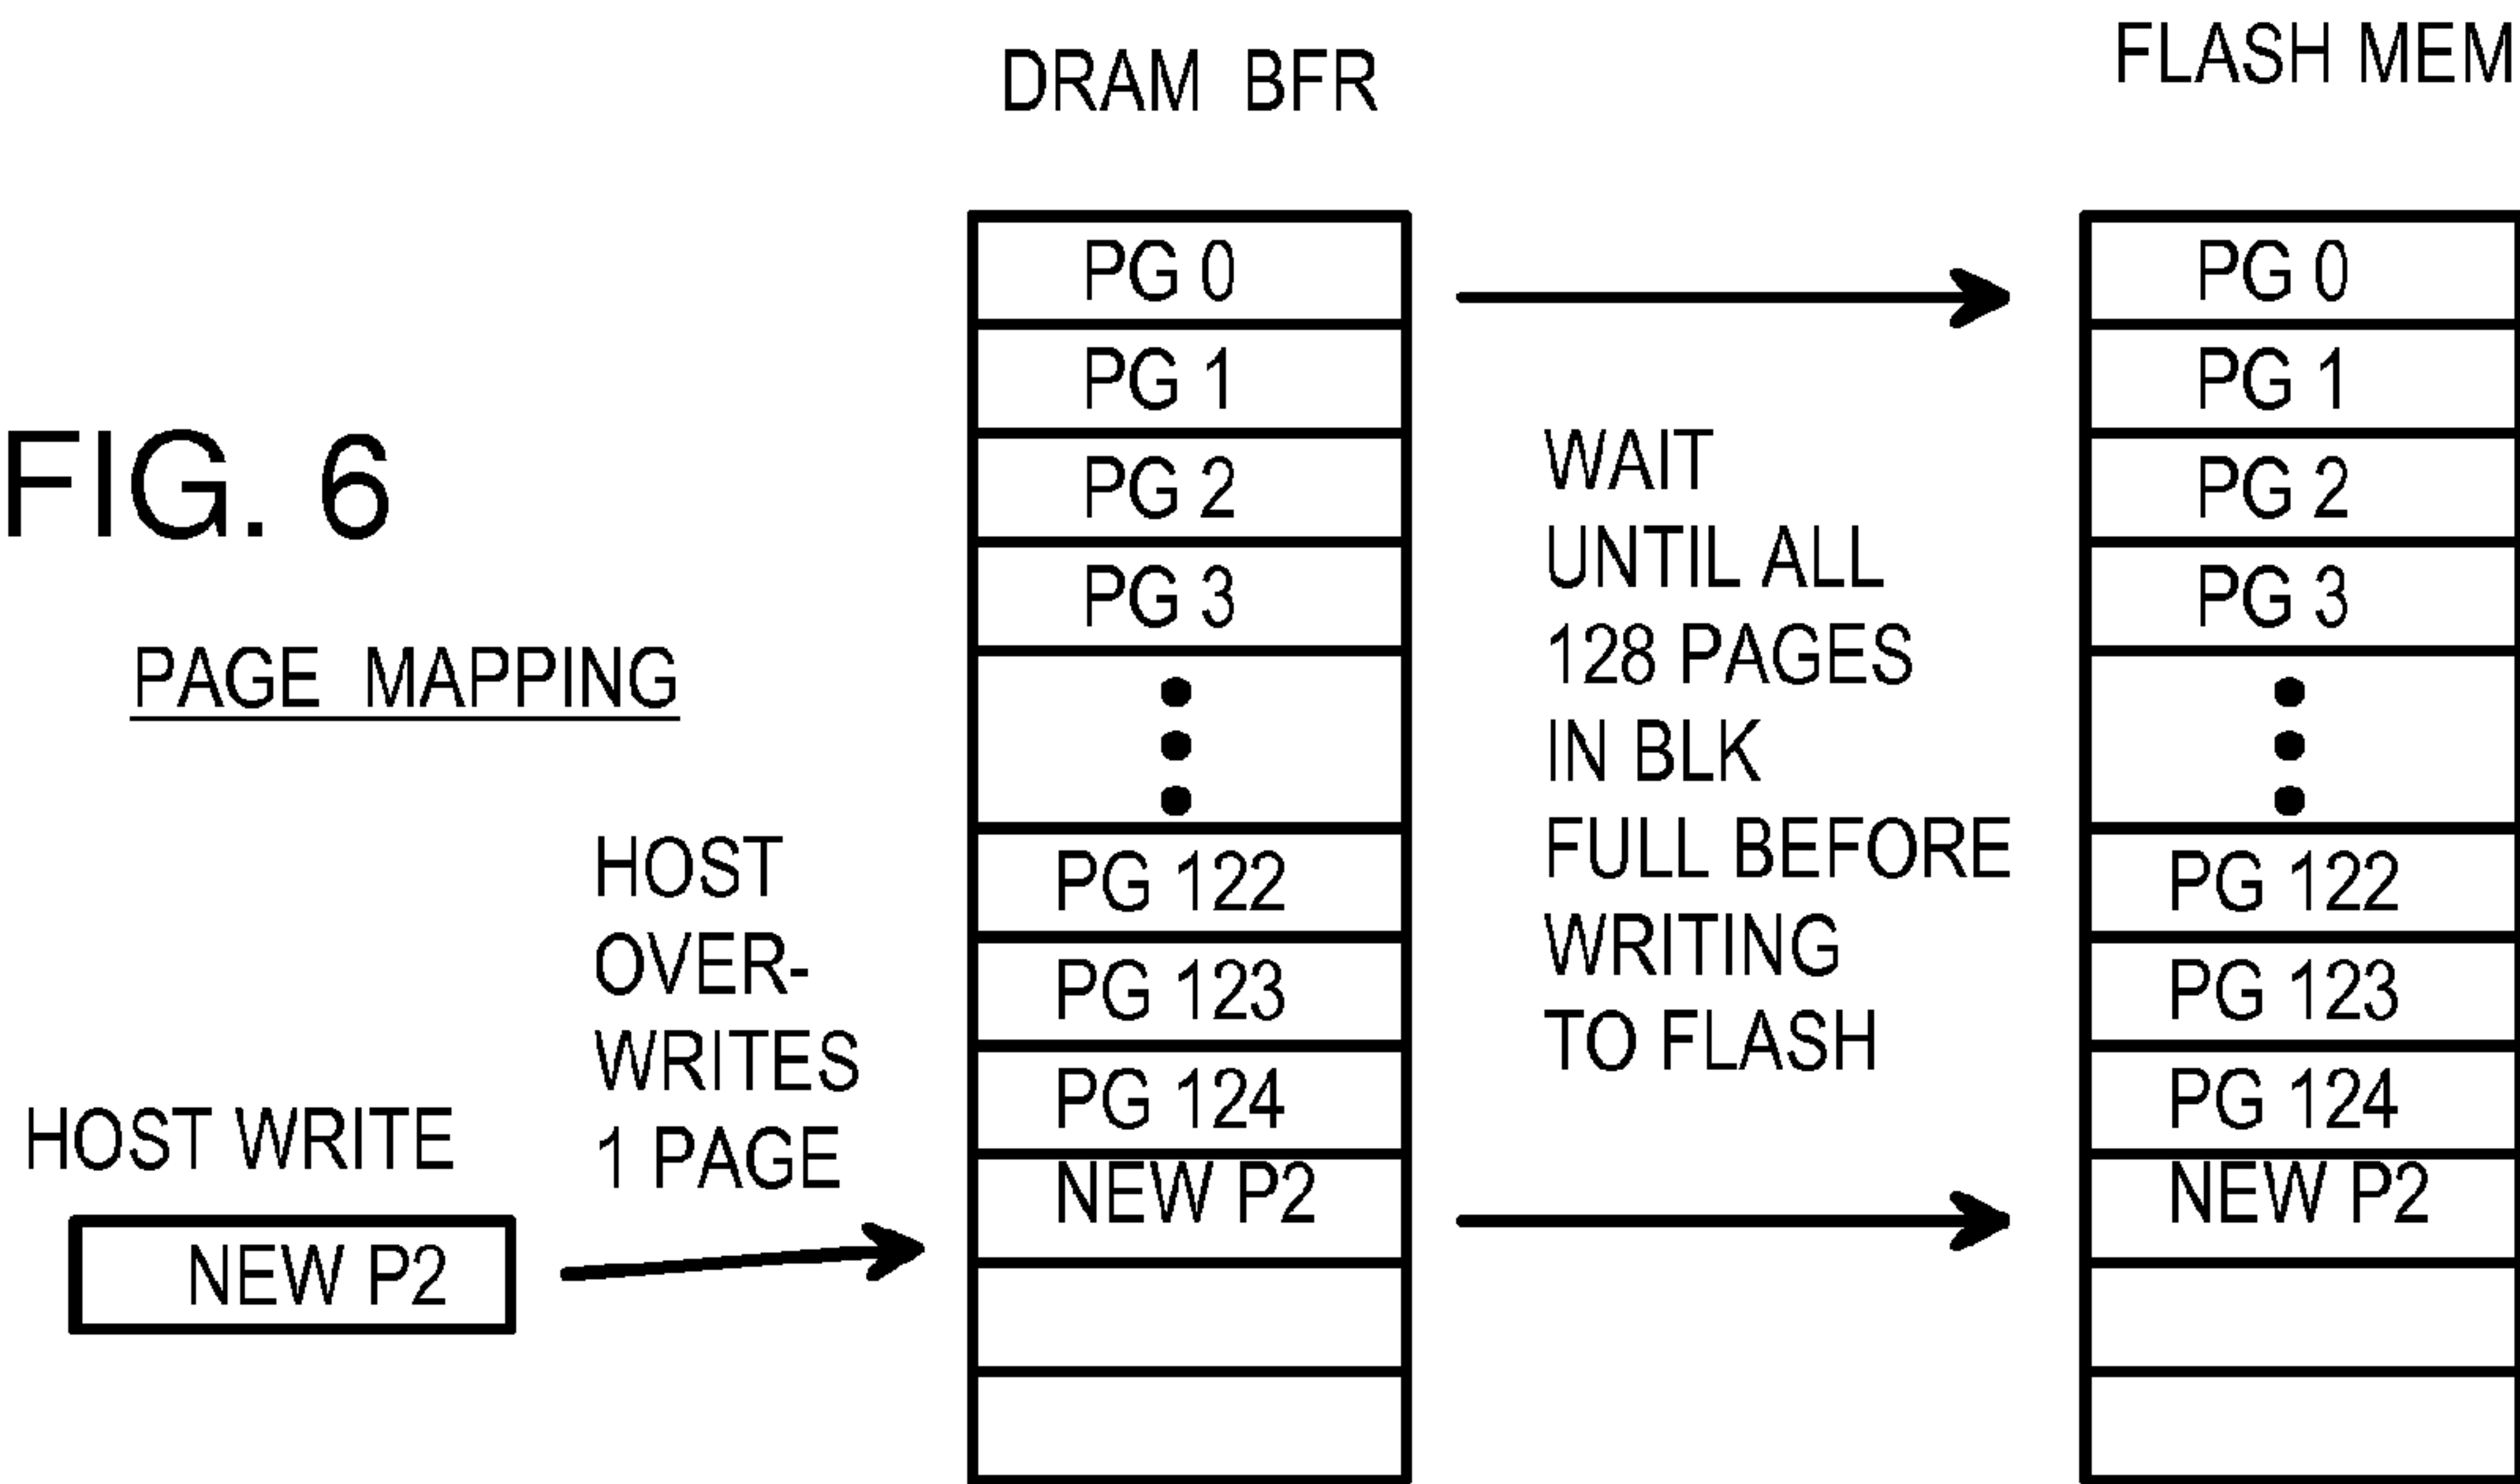 DRAM BFR
FLASH MEM
FIG. 6
PAGE MAPPING
HOST WRITE
NEW P2
HOST
OVER-
WRITES
1 PAGE
PG 0
PG 1
PG 2
PG 3
PG 122
PG 123
PG 124
NEW P2
WAIT
UNTIL ALL
128 PAGES
IN BLK
FULL BEFORE
WRITING
TO FLASH
PG 0
PG 1
PG 2
PG 3
PG 122
PG 123
PG 124
NEW P2